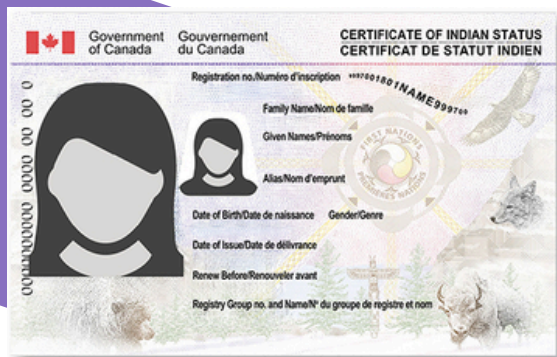 Government of Canada
Gouvernement du Canada
CERTIFICATE OF INDIAN STATUS
CERTIFICAT DE STATUT INDIEN
Registration no./Numéro d'inscription
Family Name/Nom de famille
Given Names/Prénoms
Alias/Nom d'emprunt
Date of Birth/Date de naissance Gender/Genre
Date of Issue/Date de délivrance
Renew Before/Renouveler avant
Registry Group no. and Name/Nº du groupe de registre et nom
FIRST NATIONS
PREMIÈRES NATIONS